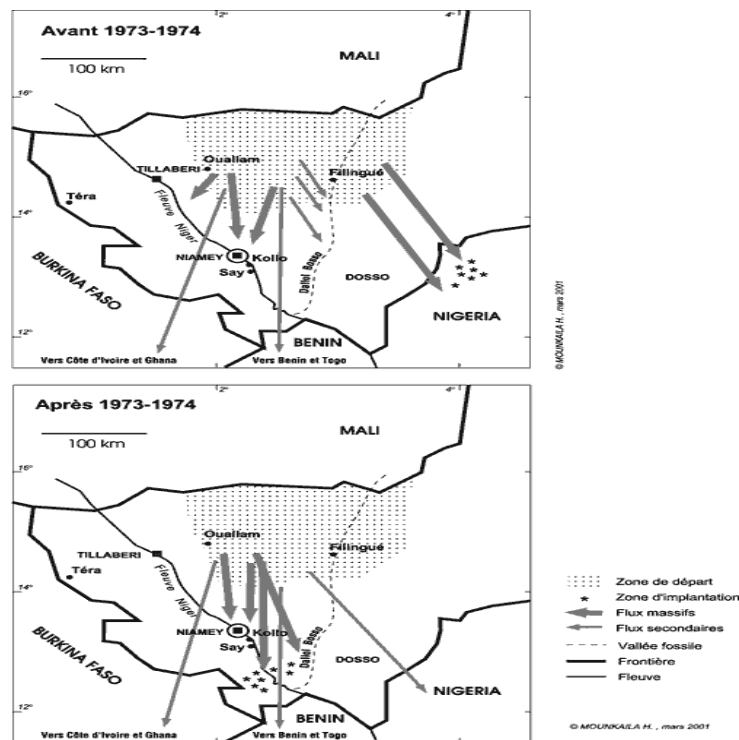 Avant 1973-1974
2°
4°
100 km
MALI
16°
Ouallam
TILLABERI
Filingué
Téra
Fleuve Niger
14°
NIAMEY
Kollo
Say
Dallol Bosso
DOSSO
BURKINA FASO
NIGERIA
12°
BENIN
Vers Côte d'Ivoire et Ghana
Vers Benin et Togo
© MOUNKAILA H., mars 2001
Après 1973-1974
2°
4°
100 km
MALI
16°
Ouallam
TILLABERI
Filingué
Téra
Fleuve Niger
14°
NIAMEY
Kollo
Say
Dallol Bosso
DOSSO
BURKINA FASO
NIGERIA
12°
BENIN
Vers Côte d'Ivoire et Ghana
Vers Benin et Togo
Zone de départ
Zone d'implantation
Flux massifs
Flux secondaires
Vallée fossile
Frontière
Fleuve
© MOUNKAILA H., mars 2001